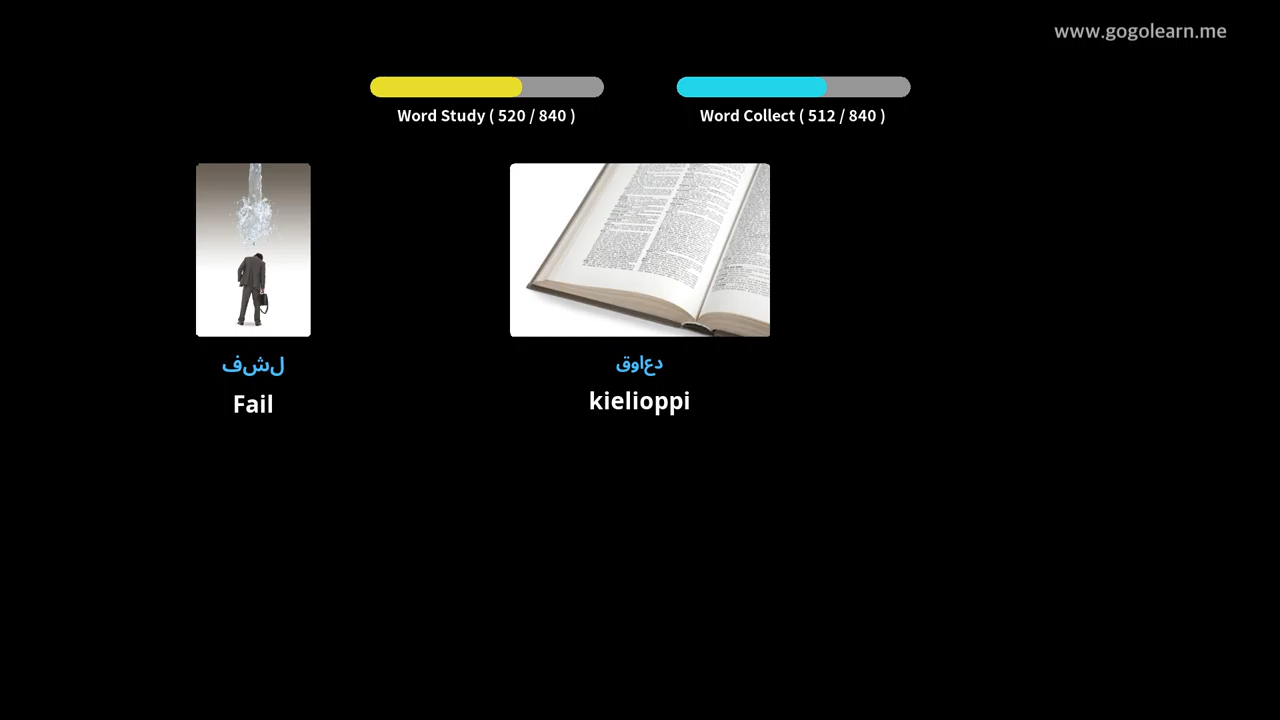 www.gogolearn.me
Word Study ( 520 / 840 )
Word Collect ( 512 / 840 )
لشف
Fail
دعاوق
kielioppi